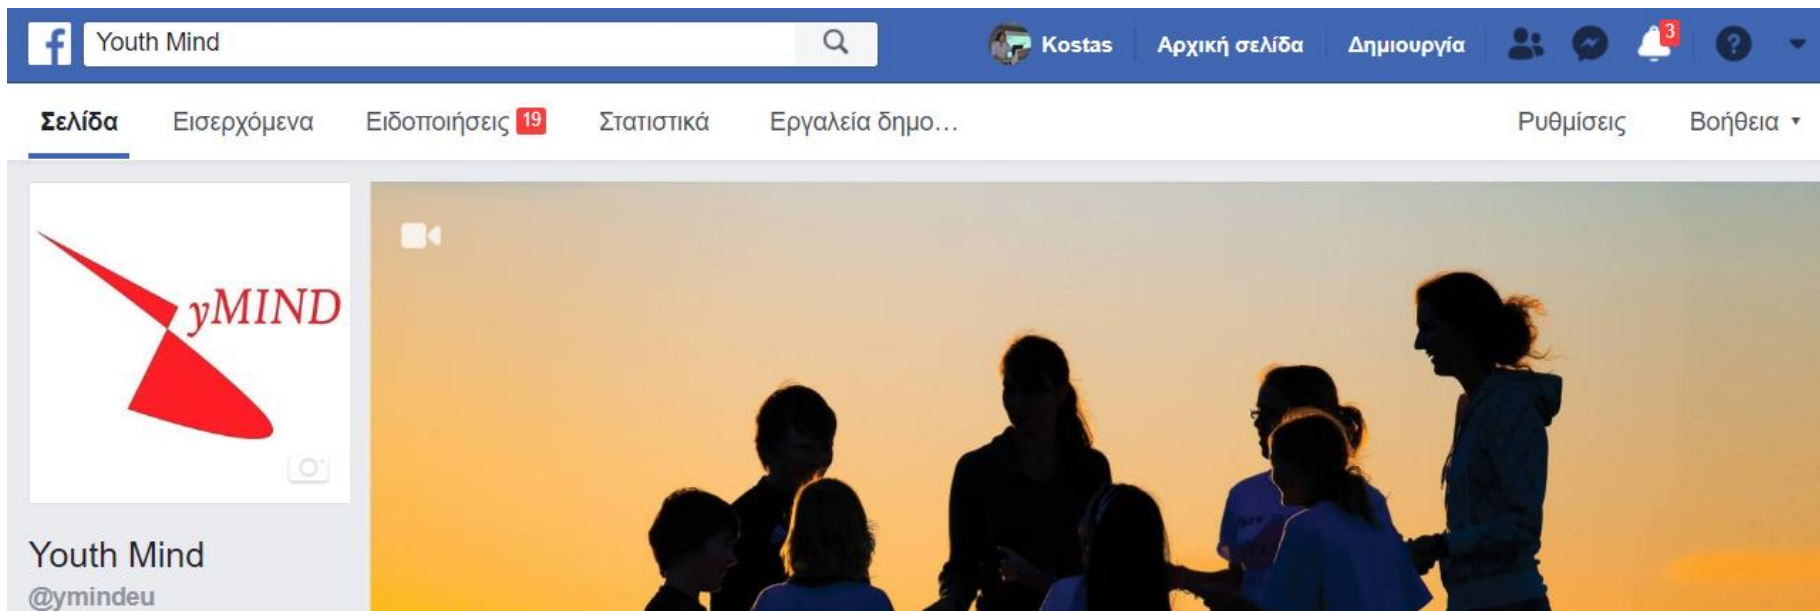 f Youth Mind Kostas Αρχική σελίδα Δημιουργία 3 ?
Σελίδα Εισερχόμενα Ειδοποιήσεις 19 Στατιστικά Εργαλεία δημο... Ρυθμίσεις Βοήθεια
yMIND
Youth Mind
@ymindeu